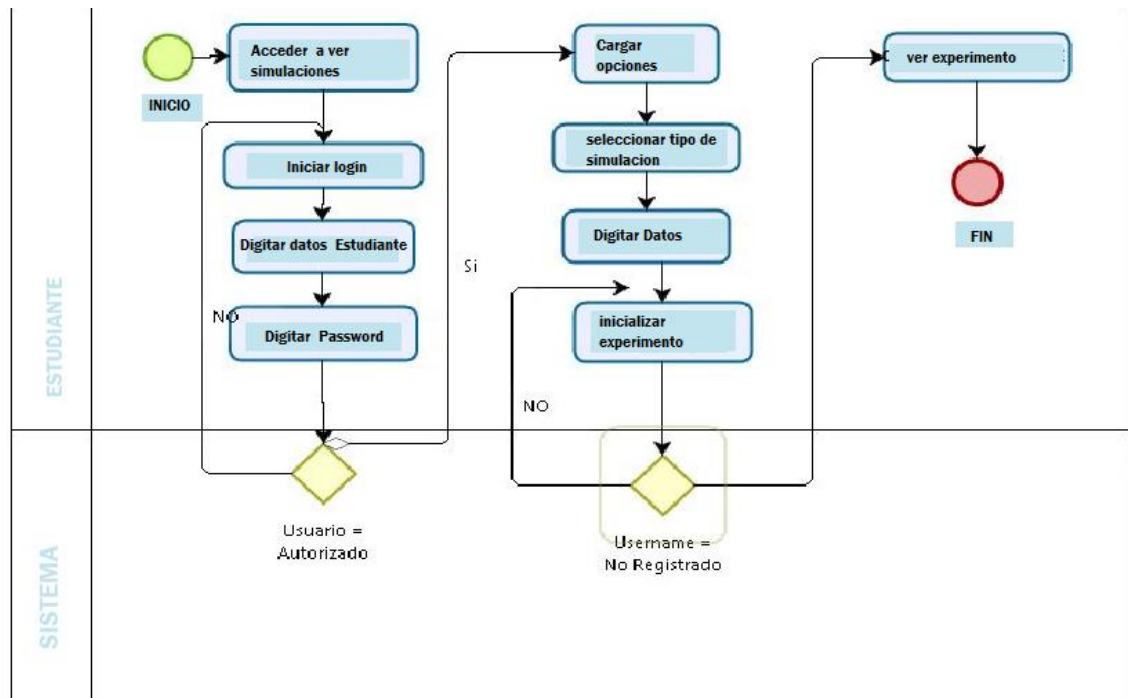 INICIO
Acceder a ver
simulaciones
Iniciar login
Digitar datos Estudiante
Digitar Password
NO
Usuario =
Autorizado
Si
Cargar
opciones
seleccionar tipo de
simulacion
Digitar Datos
inicializar
experimento
NO
Username =
No Registrado
ver experimento
FIN
ESTUDIANTE
SISTEMA